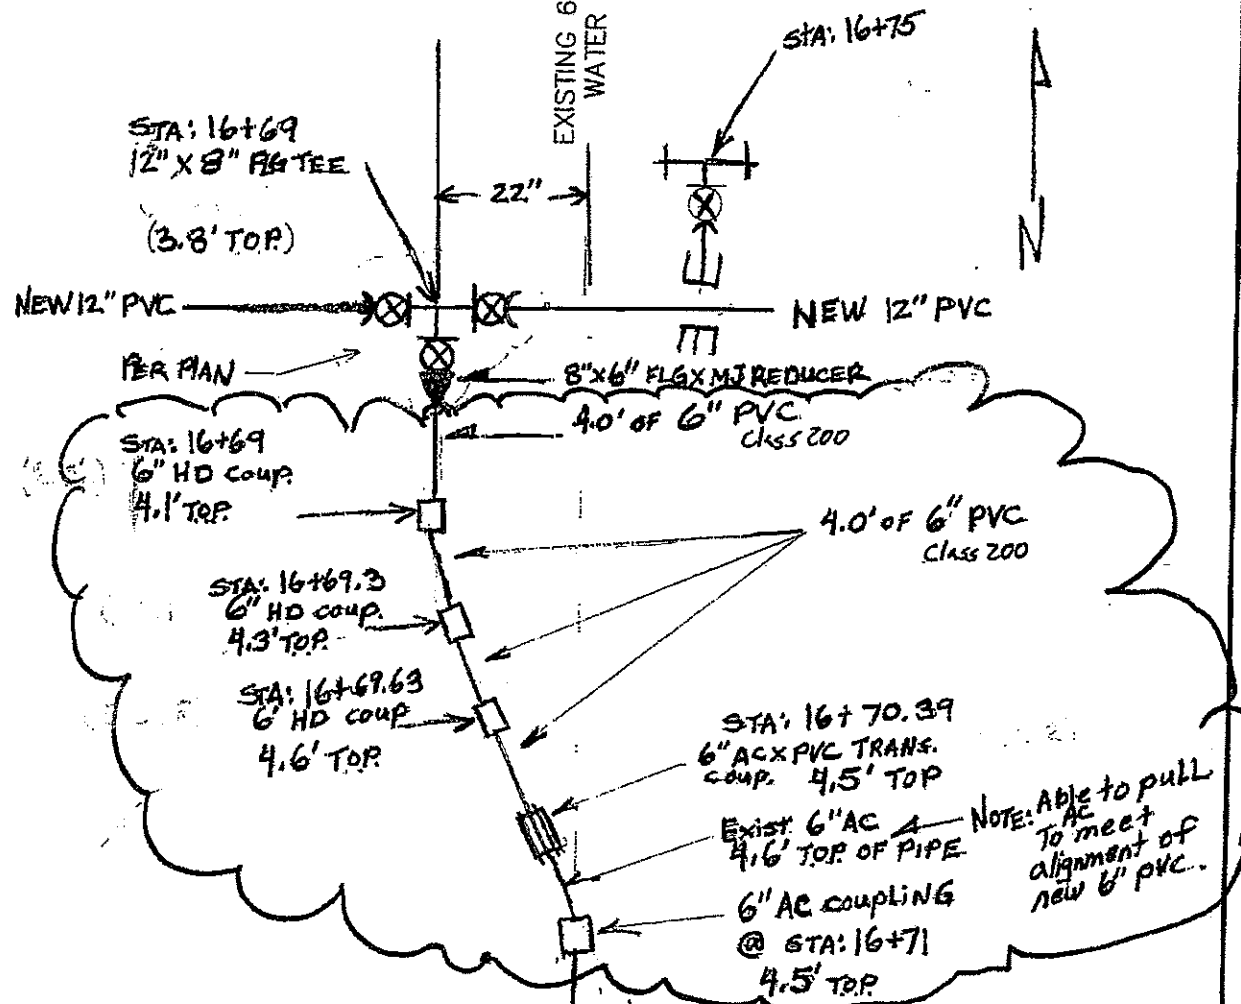 EXISTING 6
WATER
STA: 16+75
STA: 16+69
12" X 8" FLG TEE
(3.8' T.O.P.)
22"
N
NEW 12" PVC
NEW 12" PVC
PER PLAN
8"x6" FLG X MJ REDUCER
4.0' OF 6" PVC
Class 200
STA: 16+69
6" HD coup.
4.1' T.O.P.
4.0' OF 6" PVC
Class 200
STA: 16+69.3
6" HD coup.
4.3' T.O.P.
STA: 16+69.63
6' HD coup
4.6' T.O.P.
STA: 16+70.39
6" AC X PVC TRANS.
coup. 4.5' TOP
Exist. 6" AC
4.6' TOP OF PIPE
NOTE: Able to pull
AC
To meet
alignment of
new 6" PVC.
6" AC coupling
@ STA: 16+71
4.5' T.O.P.